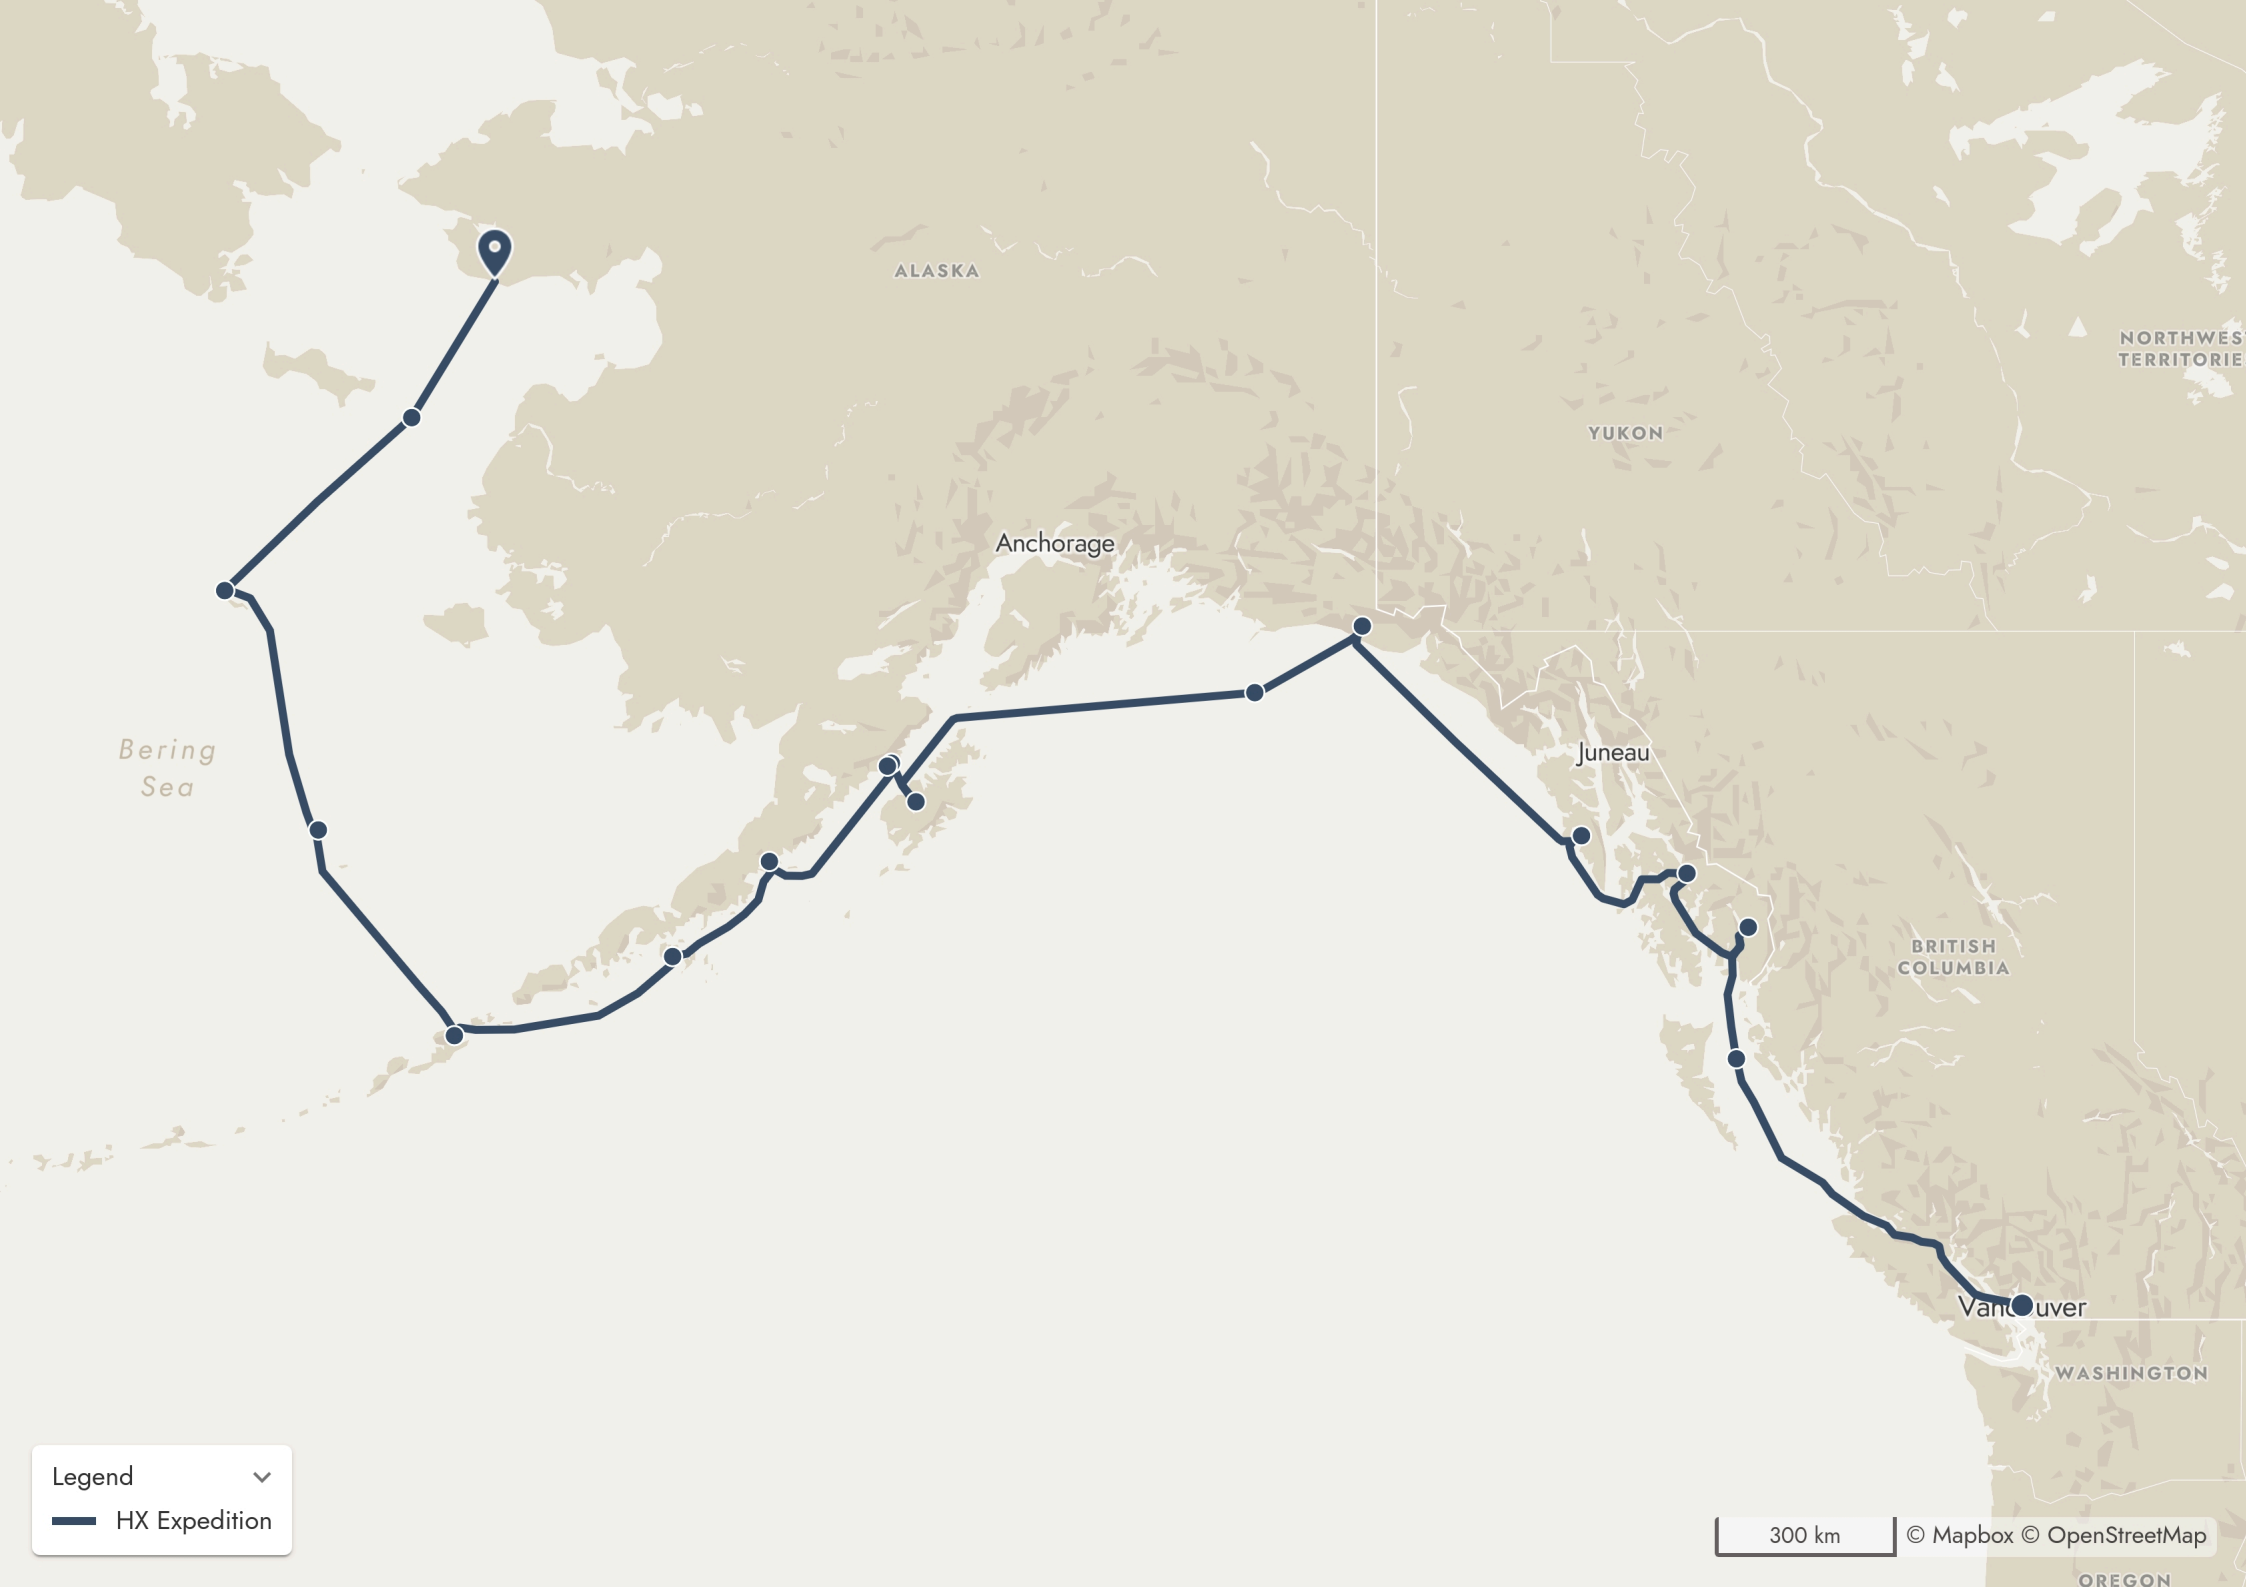 ALASKA
NORTHWES
TERRITORIE
YUKON
Anchorage
Bering
Sea
Juneau
BRITISH
COLUMBIA
Vancouver
WASHINGTON
Legend
HX Expedition
300 km
© Mapbox © OpenStreetMap
OREGON